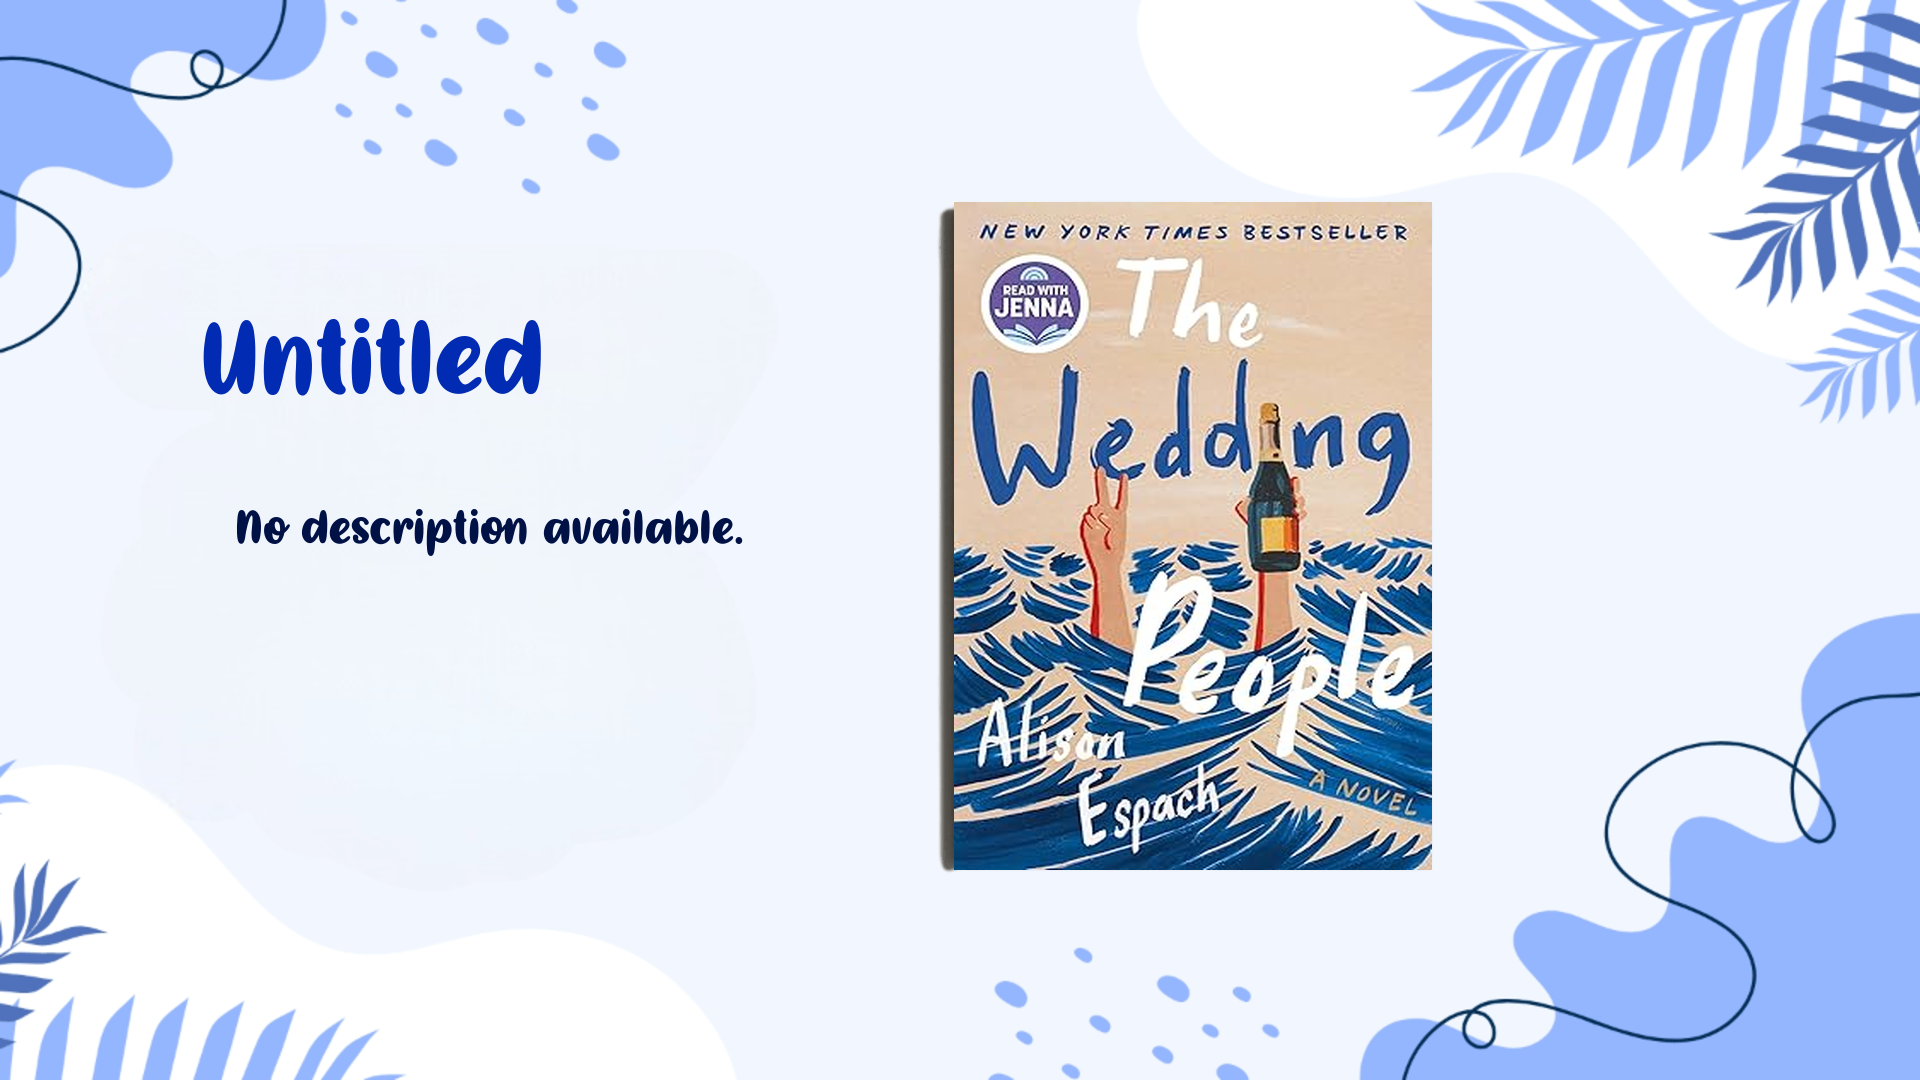 Untitled
No description available.
NEW YORK TIMES BESTSELLER
READ WITH
JENNA
The
Wedding
People
Alison
Espach
A NOVEL